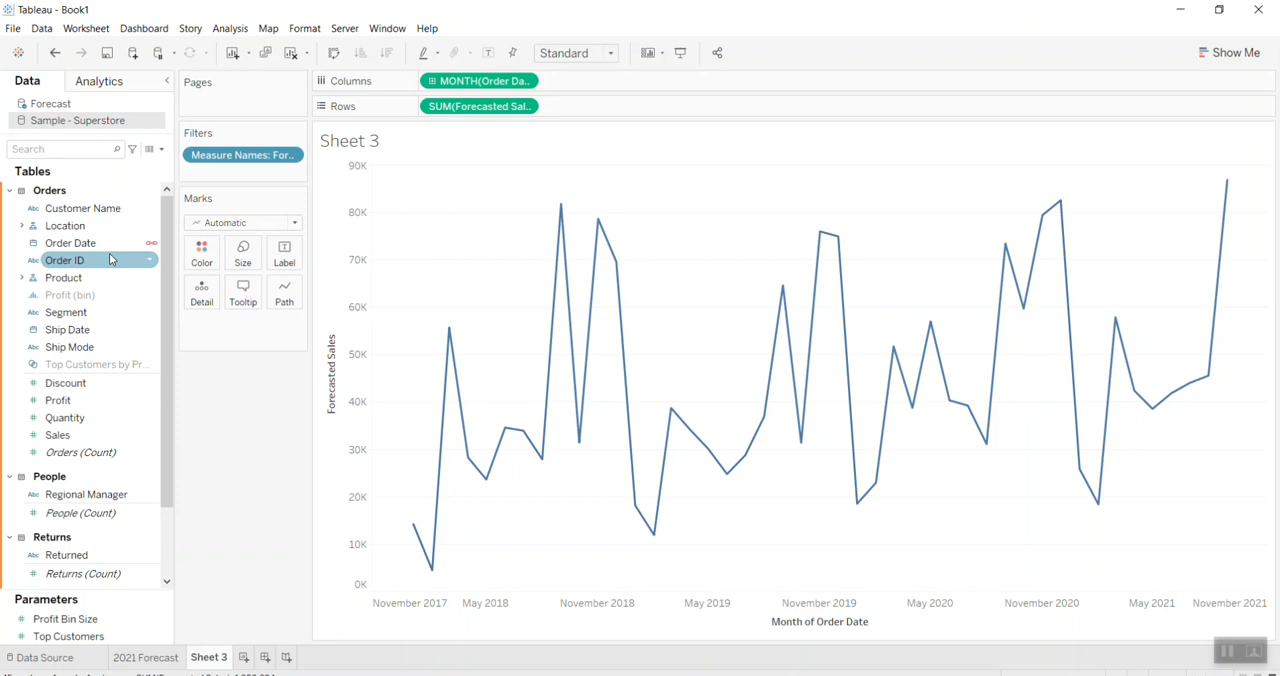 Tableau - Book1
File Data Worksheet Dashboard Story Analysis Map Format Server Window Help
Standard
Show Me
Data Analytics
Forecast
Sample - Superstore
Search
Tables
Orders
Abc Customer Name
Location
Order Date
Abc Order ID
Product
Profit (bin)
Abc Segment
Ship Date
Abc Ship Mode
Top Customers by Pr...
# Discount
# Profit
# Quantity
# Sales
# Orders (Count)
People
Abc Regional Manager
# People (Count)
Returns
Abc Returned
# Returns (Count)
Parameters
# Profit Bin Size
# Top Customers
Pages
Filters
Measure Names: For..
Marks
Automatic
Color Size Label
Detail Tooltip Path
Columns MONTH(Order Da..
Rows SUM(Forecasted Sal..
Sheet 3
90K
80K
70K
60K
50K
40K
30K
20K
10K
0K
Forecasted Sales
November 2017 May 2018 November 2018 May 2019 November 2019 May 2020 November 2020 May 2021 November 2021
Month of Order Date
Data Source 2021 Forecast Sheet 3